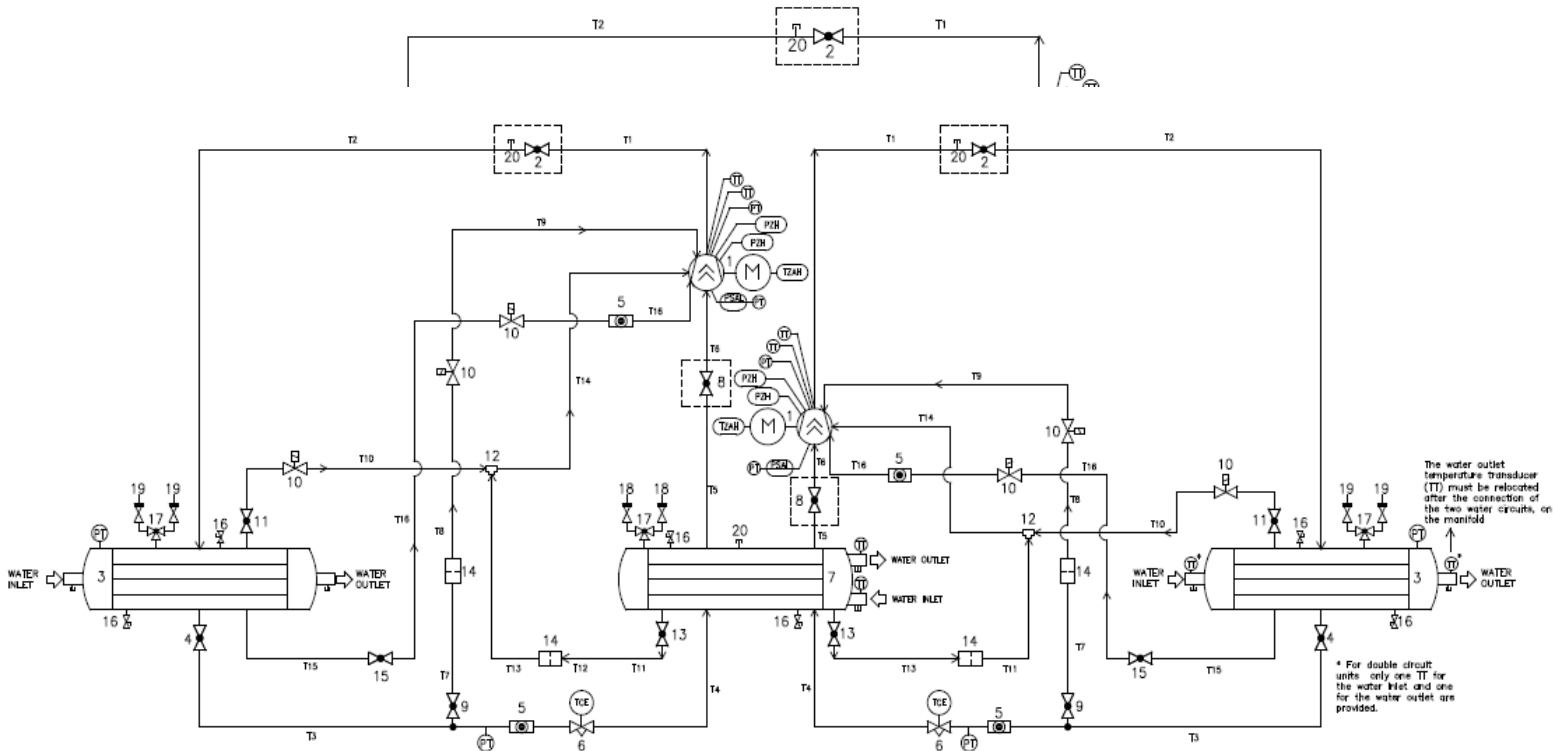 T2
T1
20
2
TT
T2
T1
20
2
T1
T2
20
2
TT
TT
PT
PZH
PZH
T9
1
M
TZAH
PSAL
PT
5
T16
10
T6
8
10
T14
TT
TT
PT
PZH
PZH
T9
TZAH
M
1
T14
10
PT
PSAL
T6
T16
5
10
T16
12
T10
10
T5
8
10
The water outlet
temperature transducer
(TT) must be relocated
after the connection of
the two water circuits, on
the manifold
19
19
17
16
11
T16
T8
18
18
17
16
20
T5
12
T10
T8
11
16
19
19
17
PT
PT
TT
WATER OUTLET
TT*
TT*
WATER
INLET
3
WATER
OUTLET
14
7
TT
WATER INLET
14
WATER
INLET
3
WATER
OUTLET
16
4
13
16
13
16
4
T15
15
T13
14
T12
T11
T13
14
T11
15
T15
T7
T4
T4
T7
9
TCE
TCE
9
5
5
T3
PT
6
6
PT
T3
* For double circuit
units only one TT for
the water inlet and one
for the water outlet are
provided.